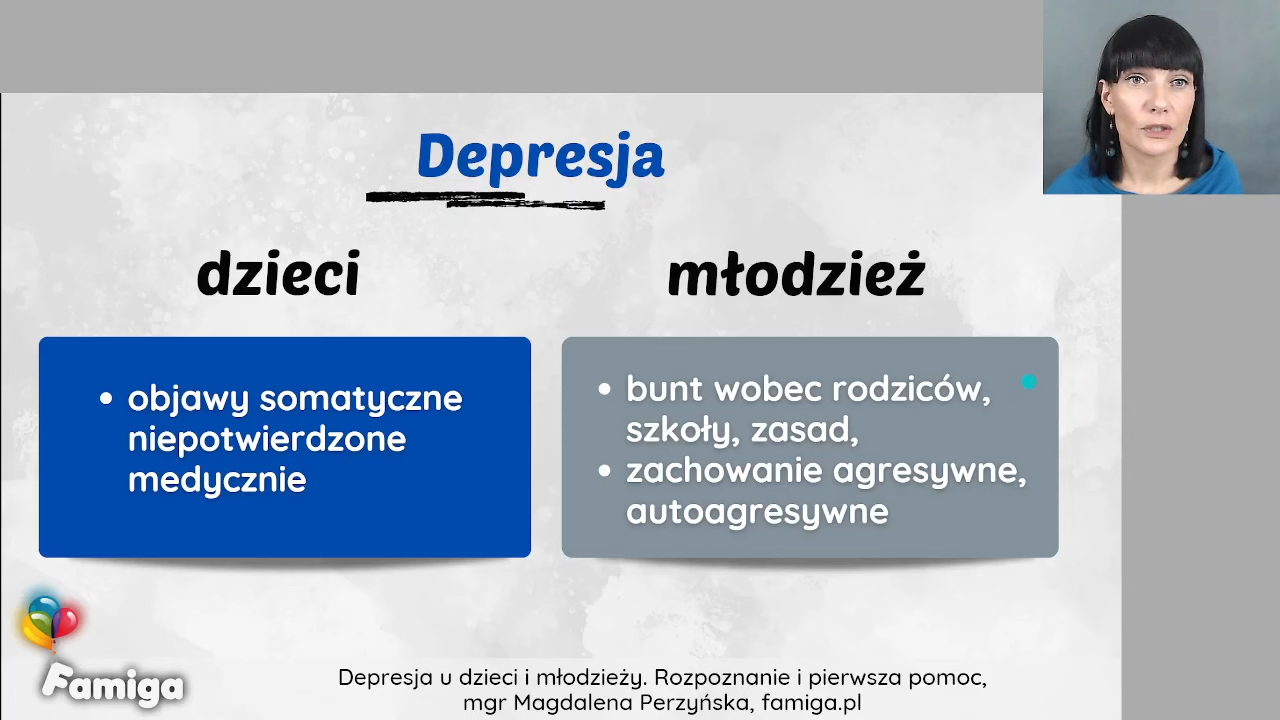 Depresja
dzieci
młodzież
• objawy somatyczne
niepotwierdzone
medycznie
• bunt wobec rodziców,
szkoły, zasad,
• zachowanie agresywne,
autoagresywne
Famiga
Depresja u dzieci i młodzieży. Rozpoznanie i pierwsza pomoc,
mgr Magdalena Perzyńska, famiga.pl